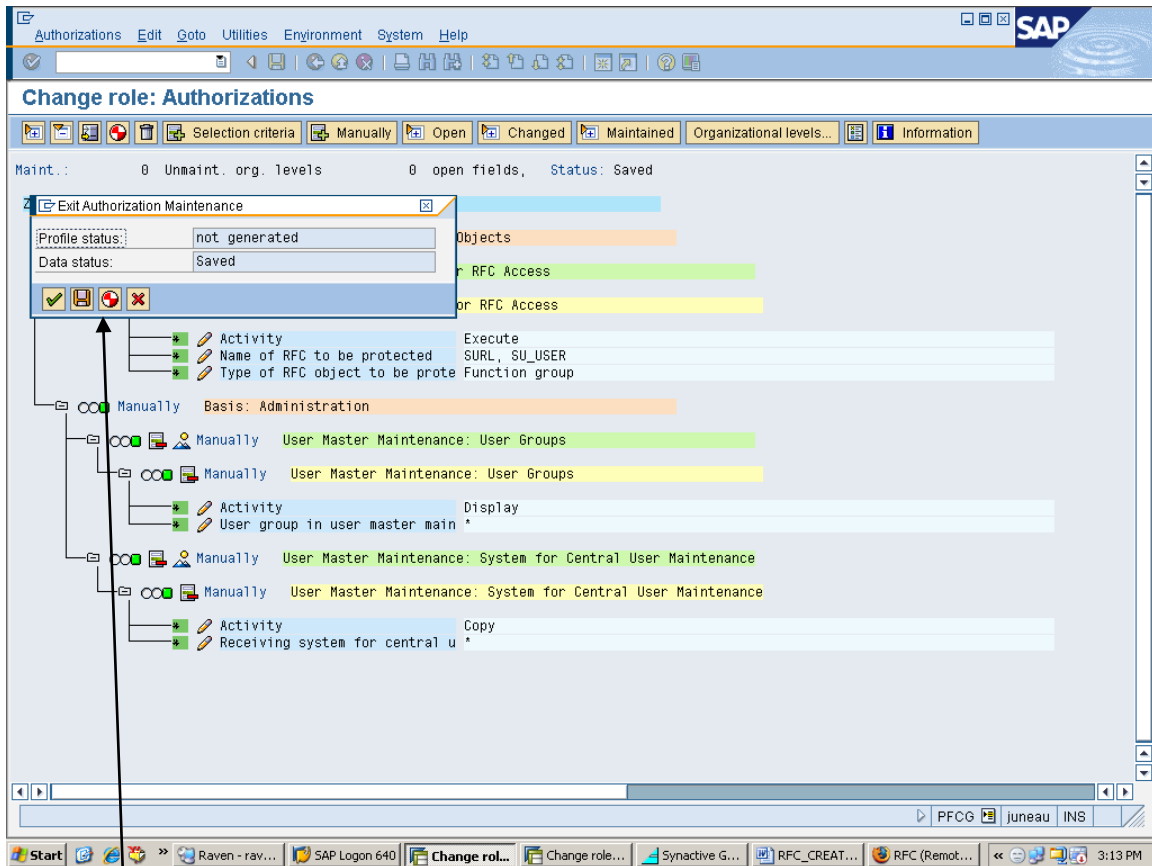 Authorizations Edit Goto Utilities Environment System Help
SAP
Change role: Authorizations
Selection criteria Manually Open Changed Maintained Organizational levels... Information
Maint.: 0 Unmaint. org. levels 0 open fields, Status: Saved
Z
Exit Authorization Maintenance
Profile status: not generated
Objects
Data status: Saved
r RFC Access
or RFC Access
Activity Execute
Name of RFC to be protected SURL, SU_USER
Type of RFC object to be prote Function group
Manually Basis: Administration
Manually User Master Maintenance: User Groups
Manually User Master Maintenance: User Groups
Activity Display
User group in user master main *
Manually User Master Maintenance: System for Central User Maintenance
Manually User Master Maintenance: System for Central User Maintenance
Activity Copy
Receiving system for central u *
PFCG juneau INS
Start » Raven - rav... SAP Logon 640 Change rol... Change role... Synactive G... RFC_CREAT... RFC (Remot... « 3:13 PM